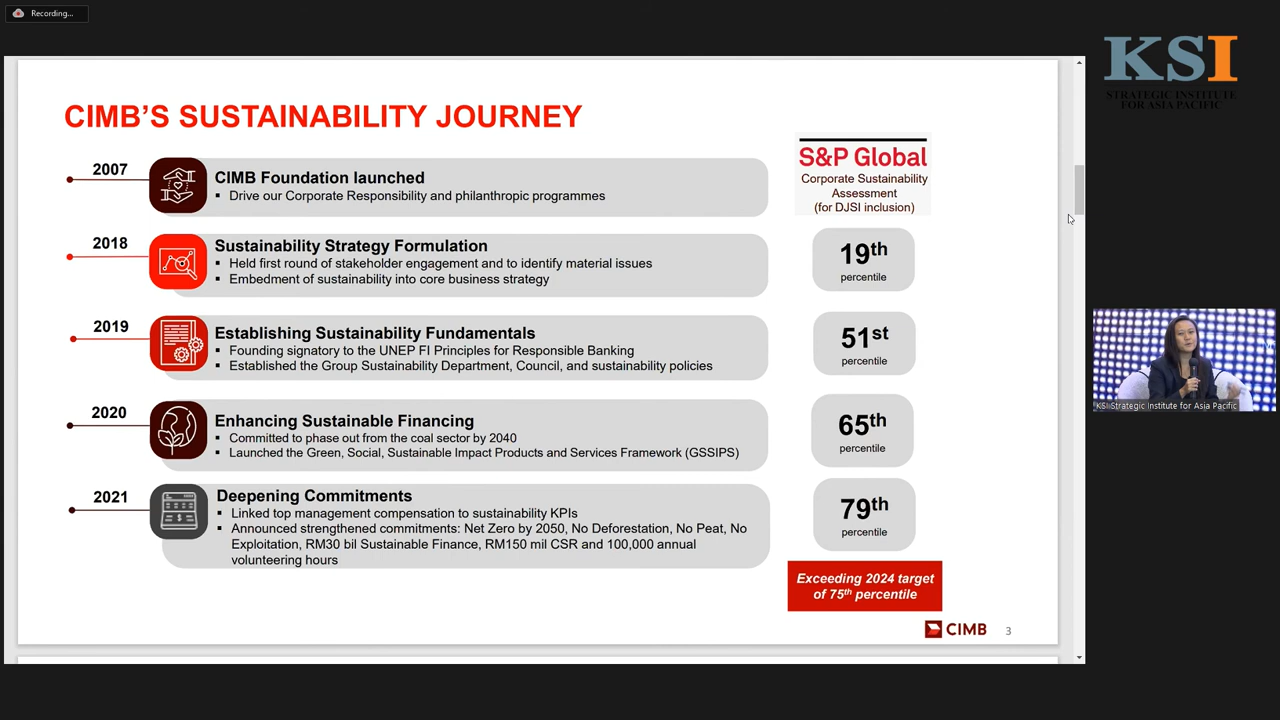 Recording...
KSI
STRATEGIC INSTITUTE
FOR ASIA PACIFIC
CIMB'S SUSTAINABILITY JOURNEY
S&P Global
Corporate Sustainability
Assessment
(for DJSI inclusion)
2007
CIMB Foundation launched
▪ Drive our Corporate Responsibility and philanthropic programmes
2018
Sustainability Strategy Formulation
▪ Held first round of stakeholder engagement and to identify material issues
▪ Embedment of sustainability into core business strategy
19th
percentile
2019
Establishing Sustainability Fundamentals
▪ Founding signatory to the UNEP FI Principles for Responsible Banking
▪ Established the Group Sustainability Department, Council, and sustainability policies
51st
percentile
2020
Enhancing Sustainable Financing
▪ Committed to phase out from the coal sector by 2040
▪ Launched the Green, Social, Sustainable Impact Products and Services Framework (GSSIPS)
65th
percentile
2021
Deepening Commitments
▪ Linked top management compensation to sustainability KPIs
▪ Announced strengthened commitments: Net Zero by 2050, No Deforestation, No Peat, No
Exploitation, RM30 bil Sustainable Finance, RM150 mil CSR and 100,000 annual
volunteering hours
79th
percentile
Exceeding 2024 target
of 75th percentile
CIMB
3
KSI Strategic Institute for Asia Pacific